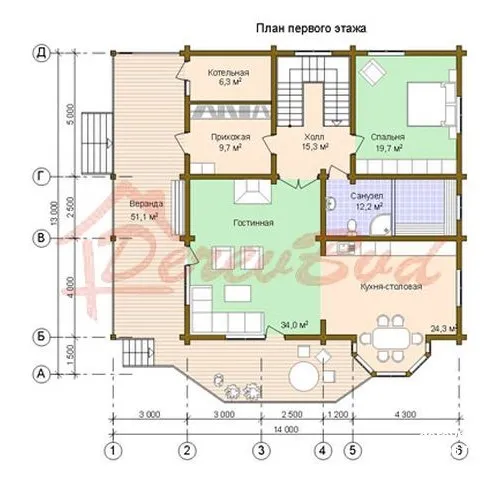 План первого этажа
Д
Котельная
6,3 м²
Прихожая
9,7 м²
Холл
15,3 м²
Спальня
19,7 м²
5 000
Г
Веранда
51,1 м²
Гостинная
Санузел
12,2 м²
2 500
13 000
В
DerevBud
Кухня-столовая
4 000
34,0 м²
24,3 м²
Б
1 500
А
3 000
3 000
2 500
1 200
4 300
14 000
1
2
3
4
5
6